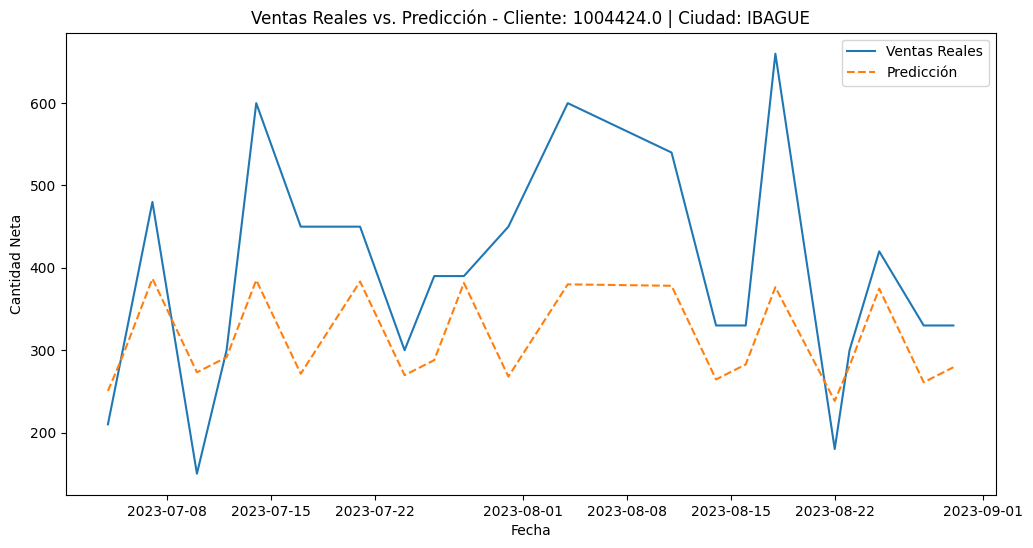 Ventas Reales vs. Predicción - Cliente: 1004424.0 | Ciudad: IBAGUE
Ventas Reales
Predicción
Cantidad Neta
600
500
400
300
200
2023-07-08 2023-07-15 2023-07-22 2023-08-01 2023-08-08 2023-08-15 2023-08-22 2023-09-01
Fecha